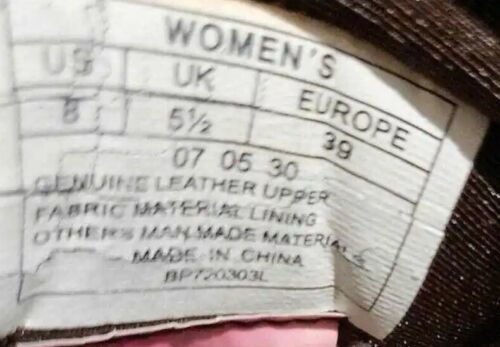 WOMEN'S
US UK EUROPE
8 5½ 39
07 05 30
GENUINE LEATHER UPPER
FABRIC MATERIAL LINING
OTHERS MAN MADE MATERIALS
MADE IN CHINA
BP720303L